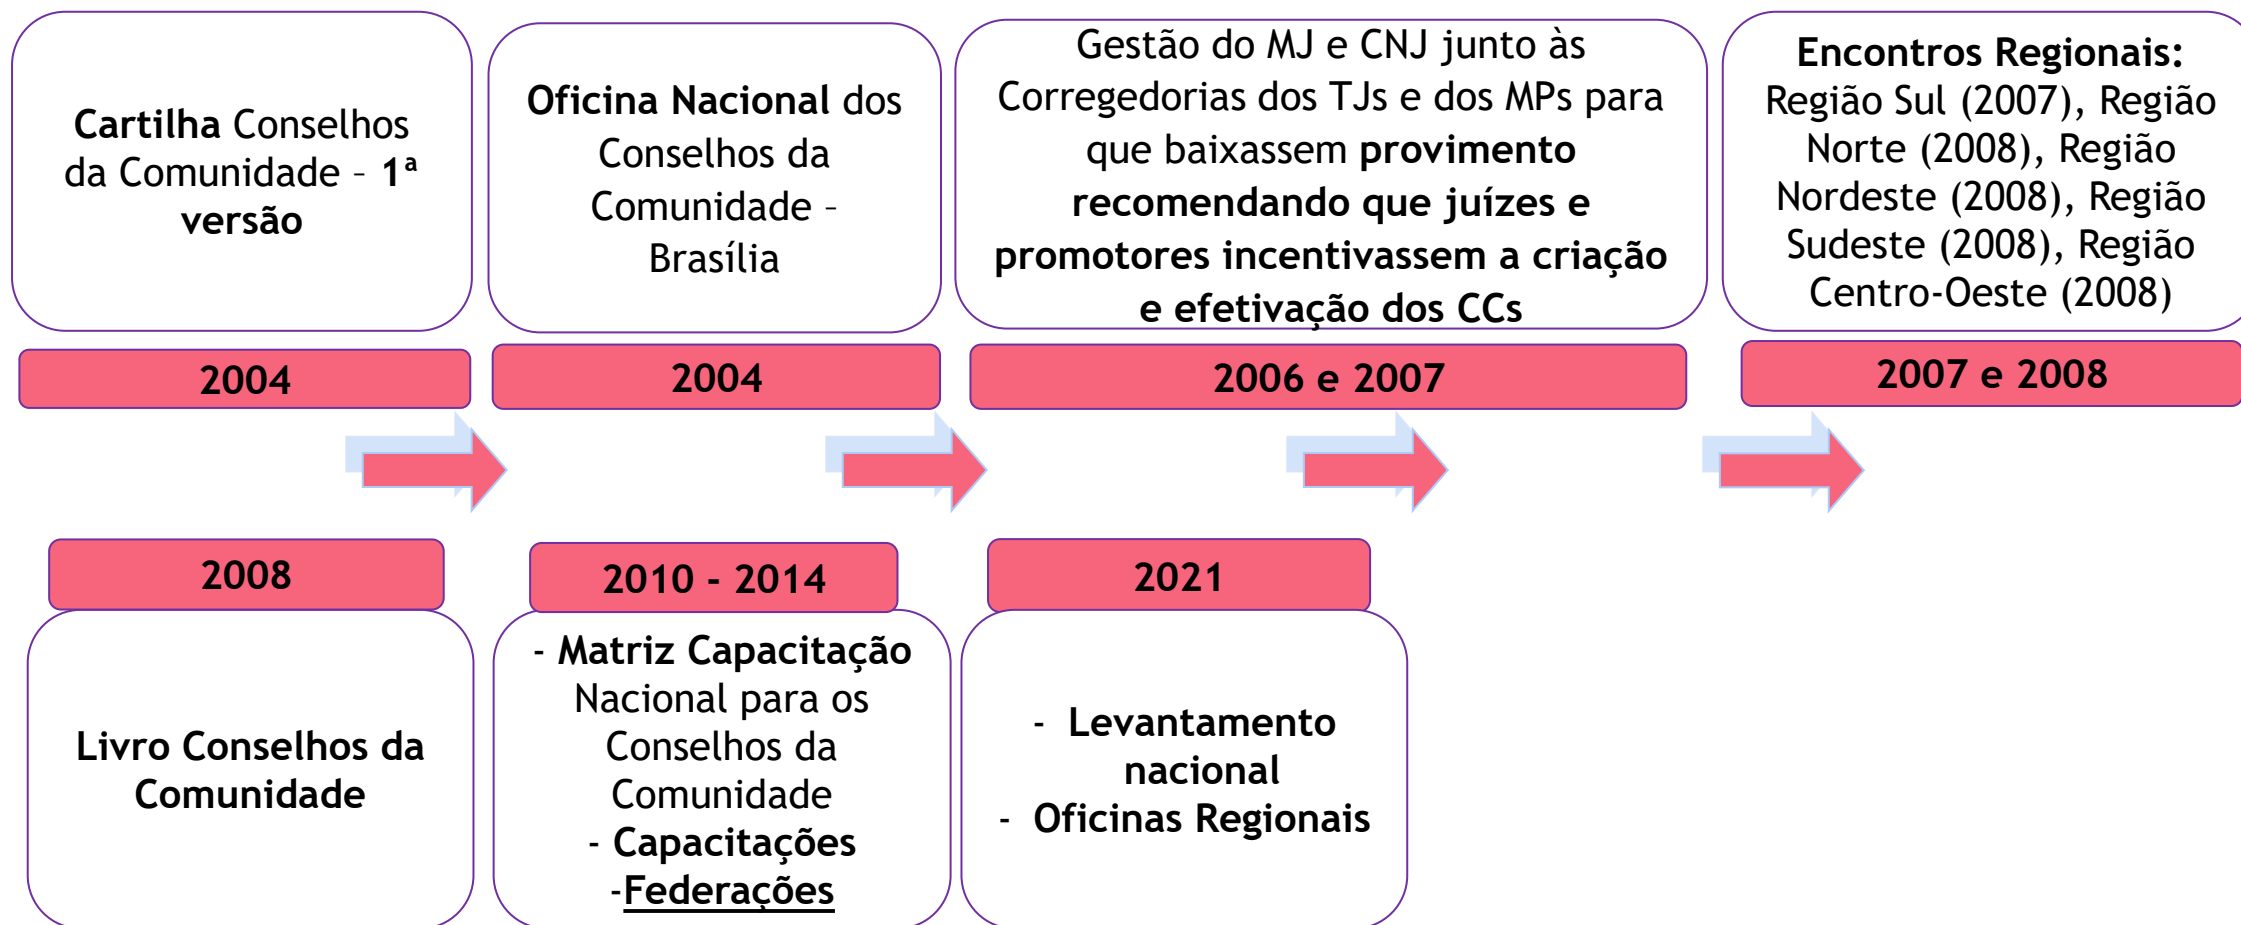 Cartilha Conselhos
da Comunidade – 1ª
versão
2004
Oficina Nacional dos
Conselhos da
Comunidade –
Brasília
2004
Gestão do MJ e CNJ junto às
Corregedorias dos TJs e dos MPs para
que baixassem provimento
recomendando que juízes e
promotores incentivassem a criação
e efetivação dos CCs
2006 e 2007
Encontros Regionais:
Região Sul (2007), Região
Norte (2008), Região
Nordeste (2008), Região
Sudeste (2008), Região
Centro-Oeste (2008)
2007 e 2008
2008
Livro Conselhos da
Comunidade
2010 - 2014
- Matriz Capacitação
Nacional para os
Conselhos da
Comunidade
- Capacitações
-Federações
2021
- Levantamento
nacional
- Oficinas Regionais